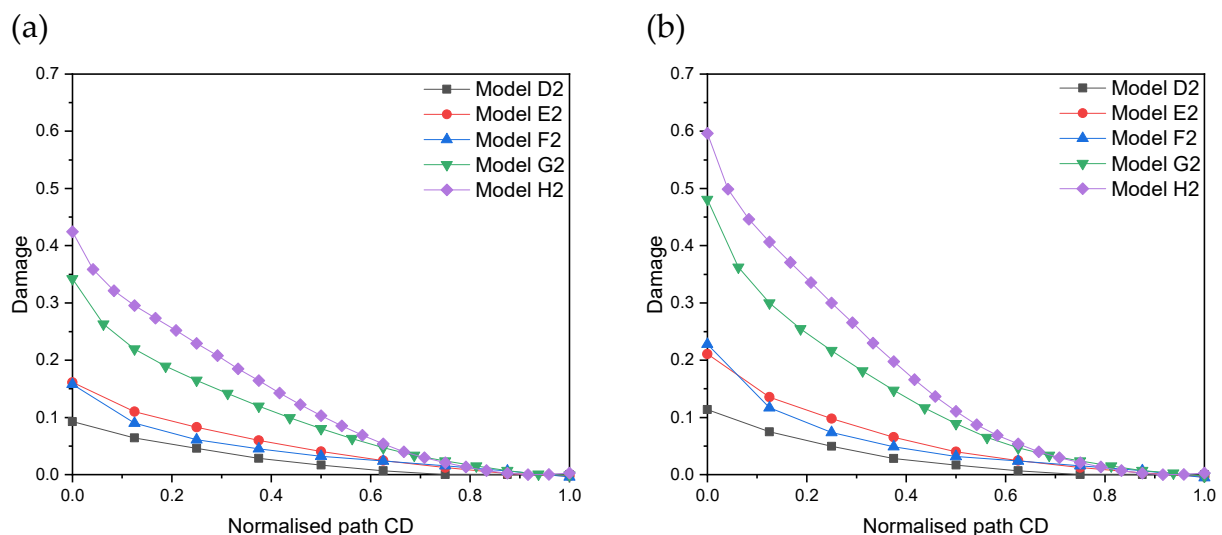 (a)
0.7
0.6
0.5
0.4
0.3
0.2
0.1
0.0
Damage
Model D2
Model E2
Model F2
Model G2
Model H2
0.0 0.2 0.4 0.6 0.8 1.0
Normalised path CD
(b)
0.7
0.6
0.5
0.4
0.3
0.2
0.1
0.0
Damage
Model D2
Model E2
Model F2
Model G2
Model H2
0.0 0.2 0.4 0.6 0.8 1.0
Normalised path CD